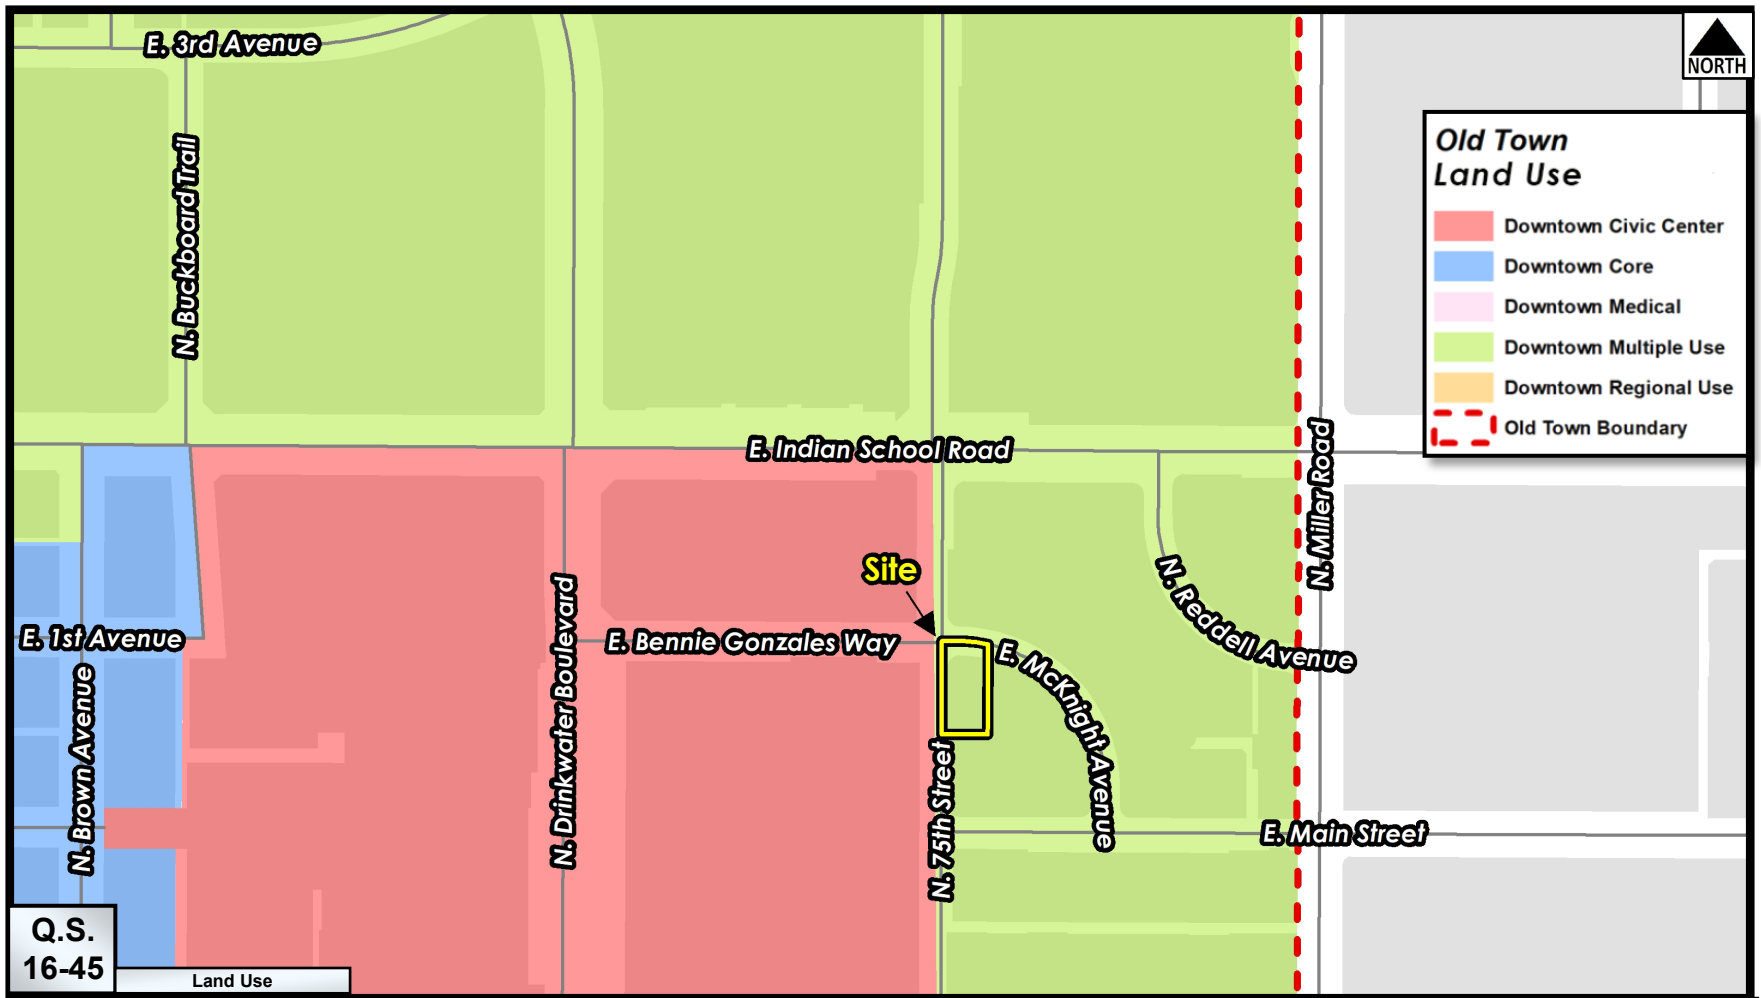 E. 3rd Avenue
NORTH
Old Town
Land Use
Downtown Civic Center
Downtown Core
Downtown Medical
Downtown Multiple Use
Downtown Regional Use
Old Town Boundary
N. Buckboard Trail
E. Indian School Road
N. Miller Road
Site
N. Reddell Avenue
E. 1st Avenue
E. Bennie Gonzales Way
E. McKnight Avenue
N. Brown Avenue
N. Drinkwater Boulevard
N. 75th Street
E. Main Street
Q.S.
16-45
Land Use